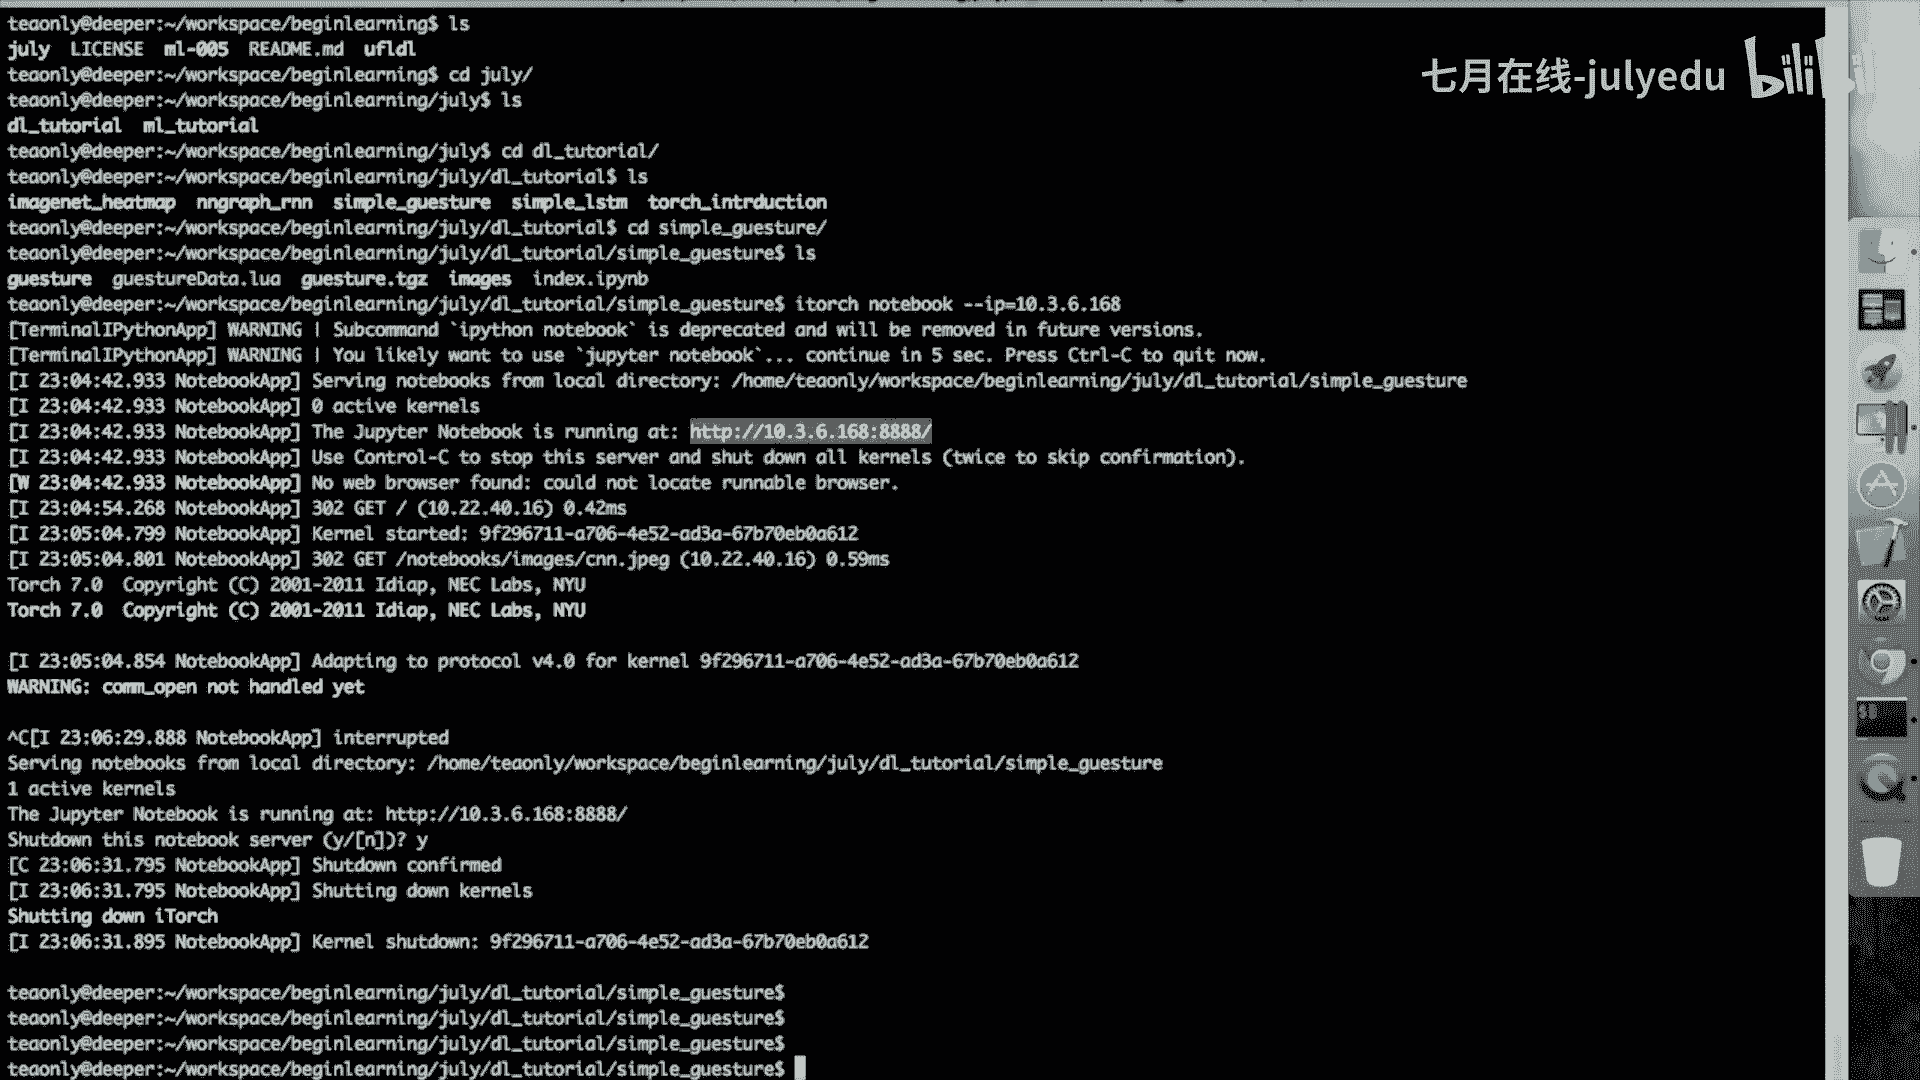 teaonly@deeper:~/workspace/beginlearning$ ls
july  LICENSE  ml-005  README.md  ufldl
teaonly@deeper:~/workspace/beginlearning$ cd july/
teaonly@deeper:~/workspace/beginlearning/july$ ls
dl_tutorial  ml_tutorial
teaonly@deeper:~/workspace/beginlearning/july$ cd dl_tutorial/
teaonly@deeper:~/workspace/beginlearning/july/dl_tutorial$ ls
imagenet_heatmap  nngraph_rnn  simple_guesture  simple_lstm  torch_intrduction
teaonly@deeper:~/workspace/beginlearning/july/dl_tutorial$ cd simple_guesture/
teaonly@deeper:~/workspace/beginlearning/july/dl_tutorial/simple_guesture$ ls
guesture  guestureData.lua  guesture.tgz  images  index.ipynb
teaonly@deeper:~/workspace/beginlearning/july/dl_tutorial/simple_guesture$ itorch notebook --ip=10.3.6.168
[TerminalIPythonApp] WARNING | Subcommand `ipython notebook` is deprecated and will be removed in future versions.
[TerminalIPythonApp] WARNING | You likely want to use `jupyter notebook`... continue in 5 sec. Press Ctrl-C to quit now.
[I 23:04:42.933 NotebookApp] Serving notebooks from local directory: /home/teaonly/workspace/beginlearning/july/dl_tutorial/simple_guesture
[I 23:04:42.933 NotebookApp] 0 active kernels
[I 23:04:42.933 NotebookApp] The Jupyter Notebook is running at: http://10.3.6.168:8888/
[I 23:04:42.933 NotebookApp] Use Control-C to stop this server and shut down all kernels (twice to skip confirmation).
[W 23:04:42.933 NotebookApp] No web browser found: could not locate runnable browser.
[I 23:04:54.268 NotebookApp] 302 GET / (10.22.40.16) 0.42ms
[I 23:05:04.799 NotebookApp] Kernel started: 9f296711-a706-4e52-ad3a-67b70eb0a612
[I 23:05:04.801 NotebookApp] 302 GET /notebooks/images/cnn.jpeg (10.22.40.16) 0.59ms
Torch 7.0  Copyright (C) 2001-2011 Idiap, NEC Labs, NYU
Torch 7.0  Copyright (C) 2001-2011 Idiap, NEC Labs, NYU
[I 23:05:04.854 NotebookApp] Adapting to protocol v4.0 for kernel 9f296711-a706-4e52-ad3a-67b70eb0a612
WARNING: comm_open not handled yet
^C[I 23:06:29.888 NotebookApp] interrupted
Serving notebooks from local directory: /home/teaonly/workspace/beginlearning/july/dl_tutorial/simple_guesture
1 active kernels
The Jupyter Notebook is running at: http://10.3.6.168:8888/
Shutdown this notebook server (y/[n])? y
[C 23:06:31.795 NotebookApp] Shutdown confirmed
[I 23:06:31.795 NotebookApp] Shutting down kernels
Shutting down iTorch
[I 23:06:31.895 NotebookApp] Kernel shutdown: 9f296711-a706-4e52-ad3a-67b70eb0a612
teaonly@deeper:~/workspace/beginlearning/july/dl_tutorial/simple_guesture$
teaonly@deeper:~/workspace/beginlearning/july/dl_tutorial/simple_guesture$
teaonly@deeper:~/workspace/beginlearning/july/dl_tutorial/simple_guesture$
teaonly@deeper:~/workspace/beginlearning/july/dl_tutorial/simple_guesture$
七月在线-julyedu bilibili